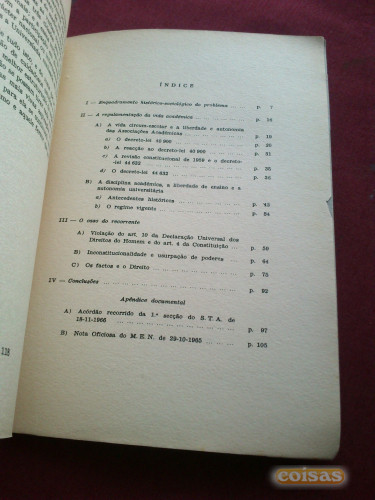 ÍNDICE
I — Enquadramento histórico-sociológico do problema p. 7
II — A regulamentação da vida académica p. 18
A) A vida circum-escolar e a liberdade e autonomia
das Associações Académicas p. 18
a) O decreto-lei 40 900 p. 20
b) A reacção ao decreto-lei 40 900 p. 31
c) A revisão constitucional de 1959 e o decreto-
-lei 44 632 p. 36
d) O decreto-lei 44 632
B) A disciplina académica, a liberdade de ensino e a
autonomia universitária p. 43
a) Antecedentes históricos p. 43
b) O regime vigente p. 54
III — O caso do recorrente p. 59
A) Violação do art. 10 da Declaração Universal dos
Direitos do Homem e do art. 4 da Constituição p. 59
B) Inconstitucionalidade e usurpação de poderes p. 64
C) Os factos e o Direito p. 75
IV — Conclusões p. 92
Apêndice documental
A) Acórdão recorrido da 1.ª secção do S. T. A. de
18-11-1966 p. 97
B) Nota Oficiosa do M. E. N. de 29-10-1965 p. 105
118
coisas